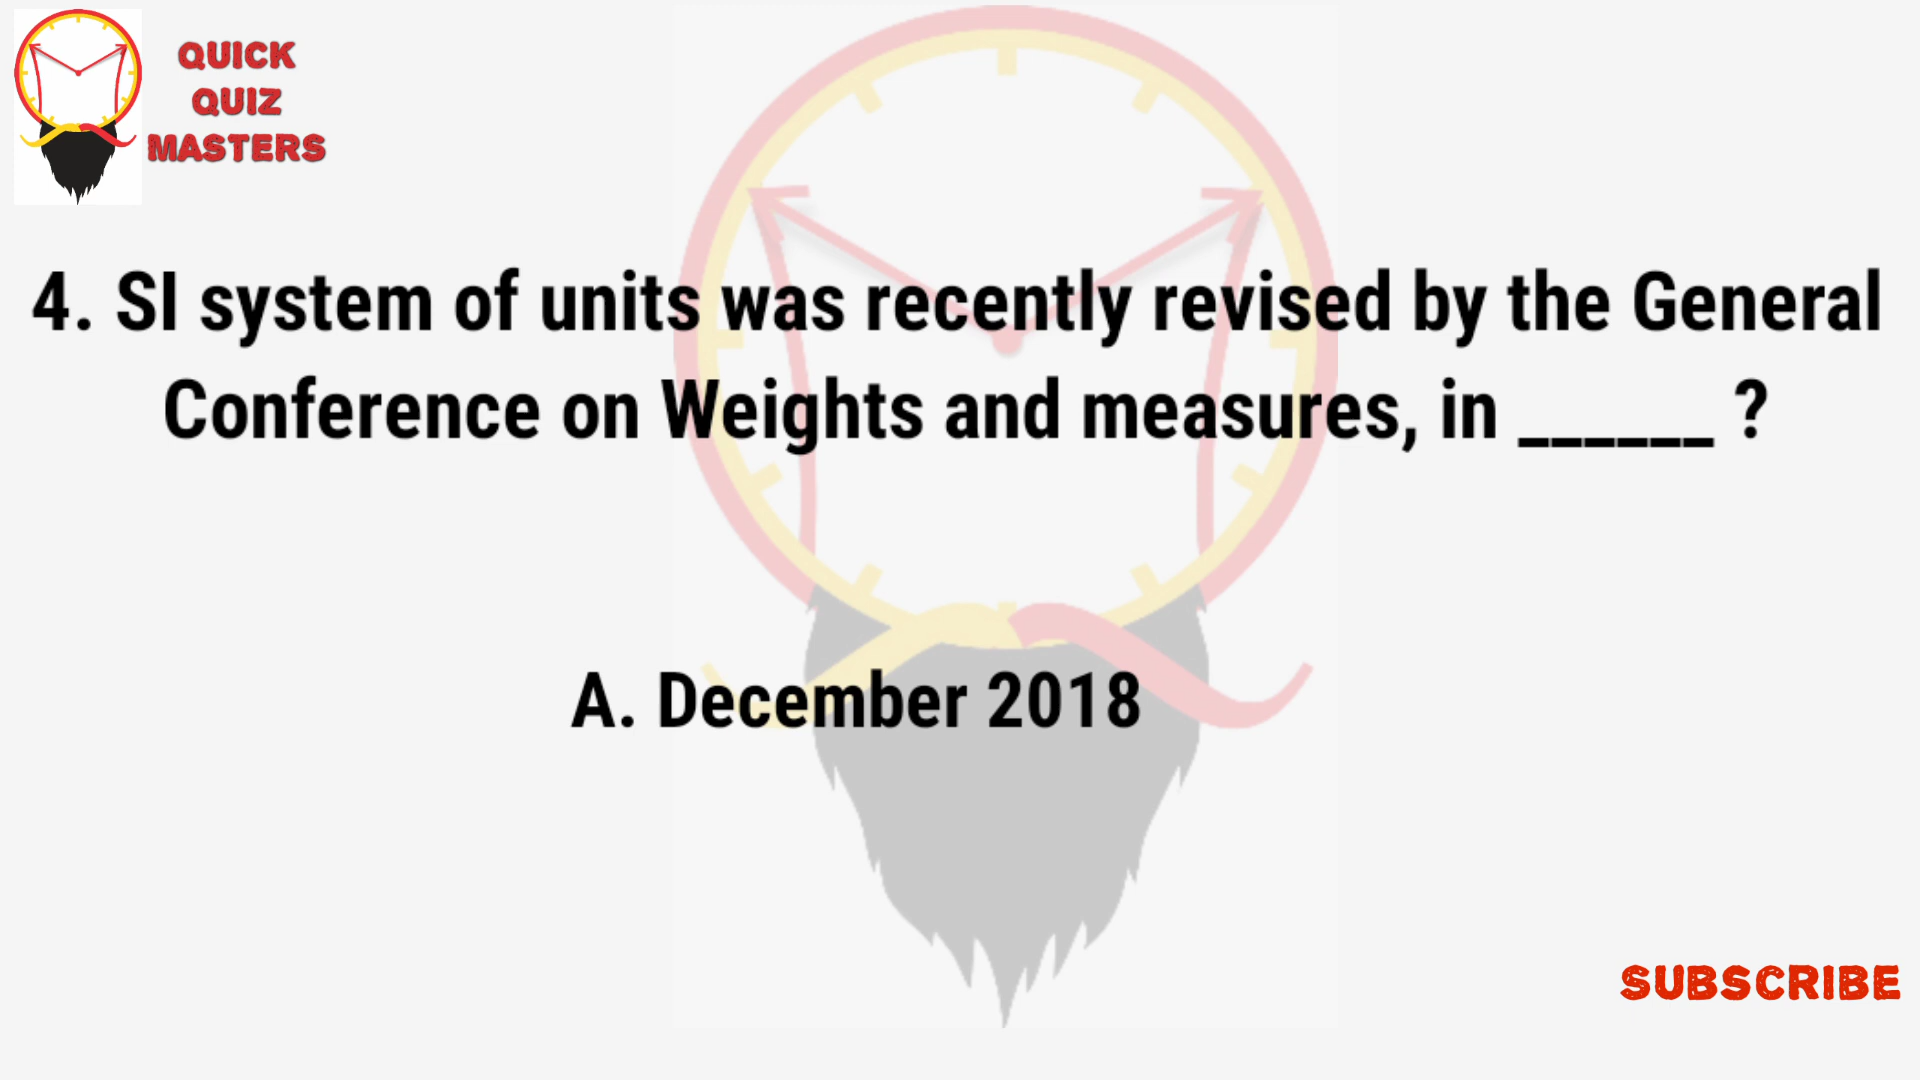 QUICK
QUIZ
MASTERS
4. SI system of units was recently revised by the General
Conference on Weights and measures, in ______ ?
A. December 2018
SUBSCRIBE